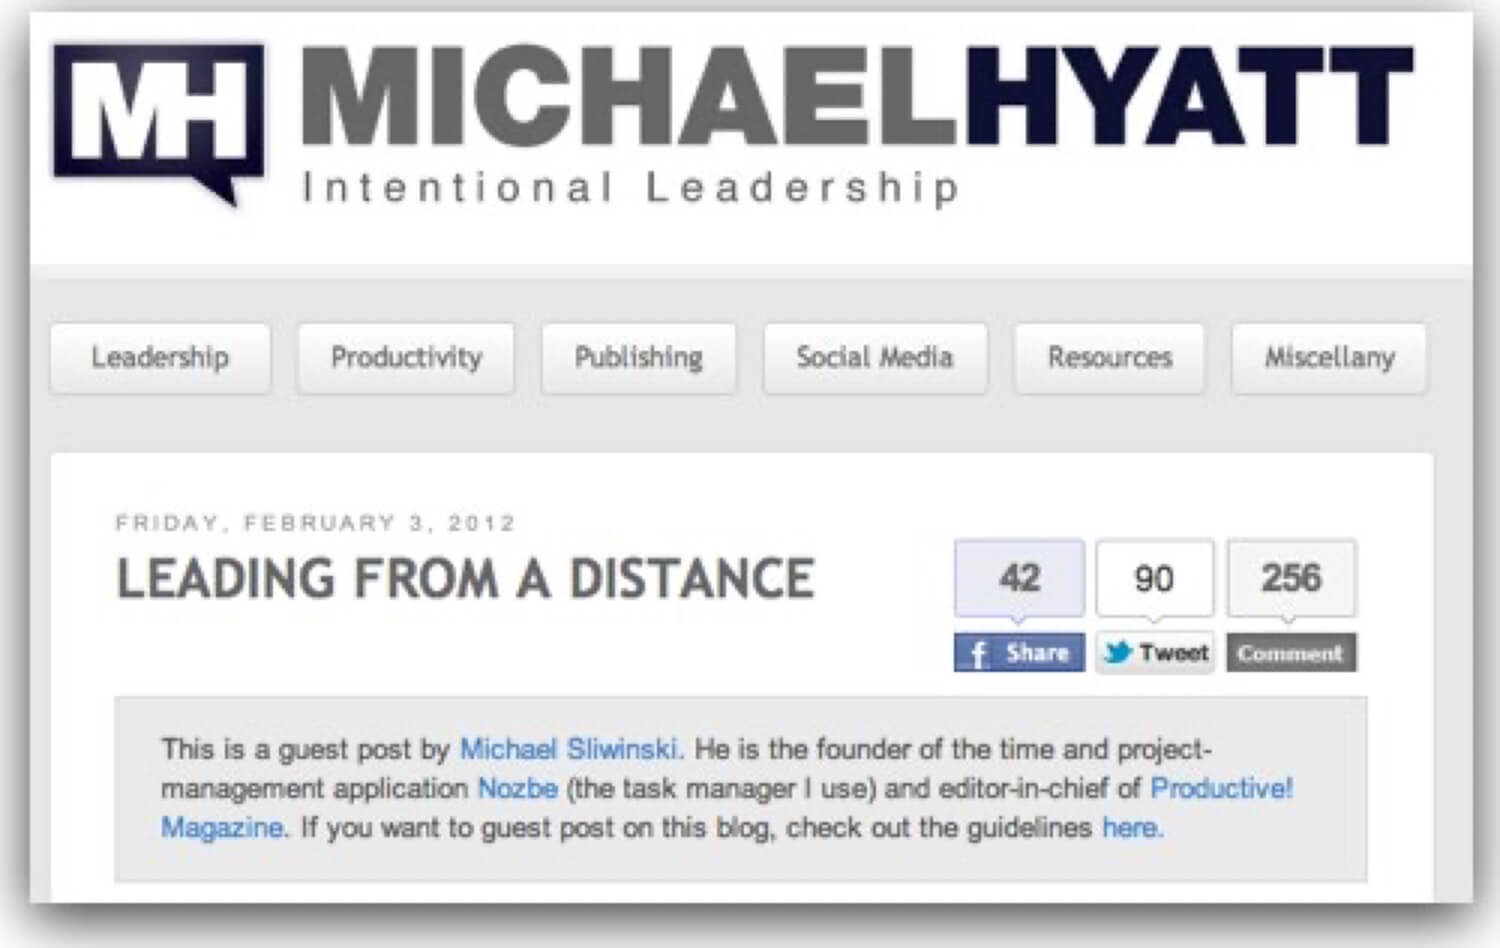 MH MICHAELHYATT
Intentional Leadership
Leadership Productivity Publishing Social Media Resources Miscellany
FRIDAY, FEBRUARY 3, 2012
LEADING FROM A DISTANCE
42 90 256
f Share Tweet Comment
This is a guest post by Michael Sliwinski. He is the founder of the time and project-
management application Nozbe (the task manager I use) and editor-in-chief of Productive!
Magazine. If you want to guest post on this blog, check out the guidelines here.